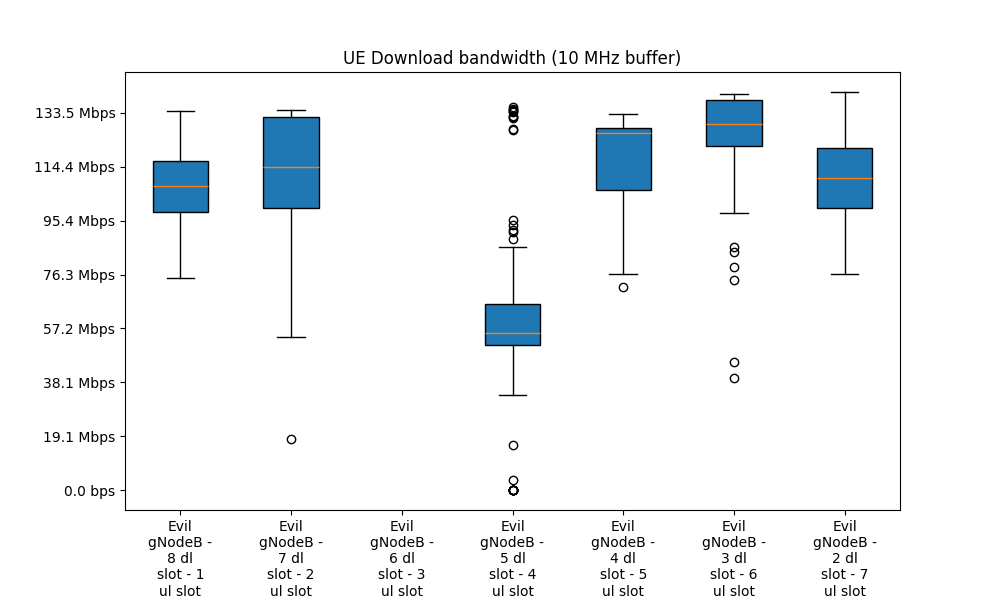 UE Download bandwidth (10 MHz buffer)
133.5 Mbps
114.4 Mbps
95.4 Mbps
76.3 Mbps
57.2 Mbps
38.1 Mbps
19.1 Mbps
0.0 bps
Evil
gNodeB -
8 dl
slot - 1
ul slot
Evil
gNodeB -
7 dl
slot - 2
ul slot
Evil
gNodeB -
6 dl
slot - 3
ul slot
Evil
gNodeB -
5 dl
slot - 4
ul slot
Evil
gNodeB -
4 dl
slot - 5
ul slot
Evil
gNodeB -
3 dl
slot - 6
ul slot
Evil
gNodeB -
2 dl
slot - 7
ul slot